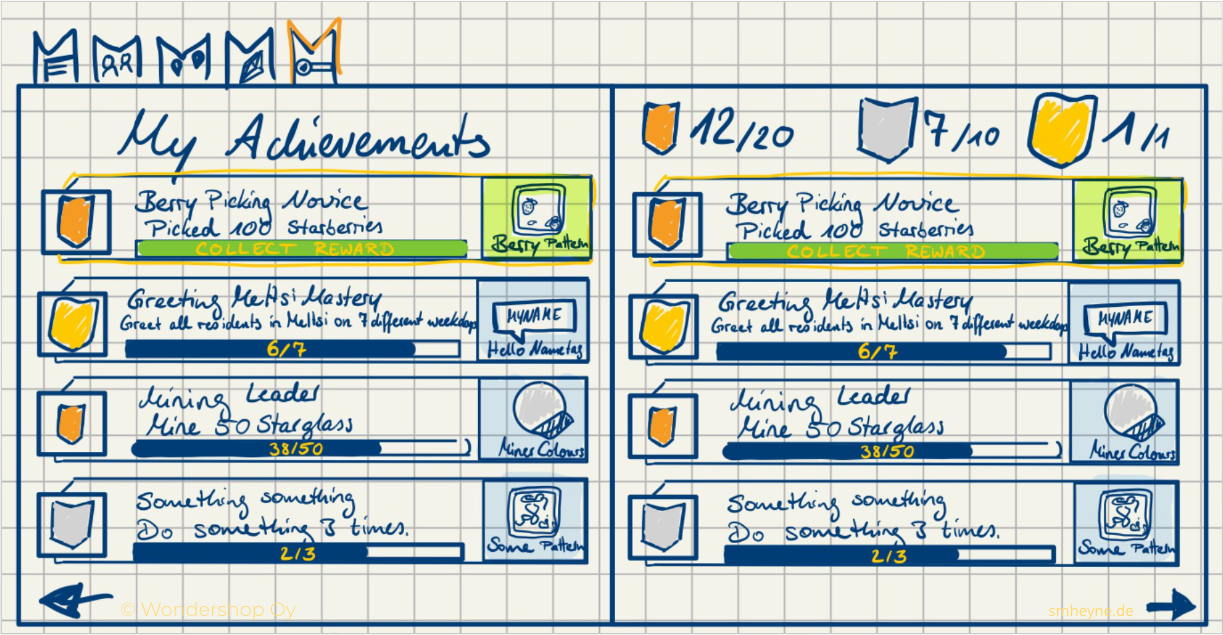 My Achievements
Berry Picking Novice
Picked 100 Starberries
COLLECT REWARD
Berry Pattern
Greeting Meltsi Mastery
Greet all residents in Meltsi on 7 different weekdays
6/7
MYNAME
Hello Nametag
Mining Leader
Mine 50 Starglass
38/50
Miner Colours
Something something
Do something 3 times.
2/3
Some Pattern
© Wondershop Oy
12/20
7/10
1/1
Berry Picking Novice
Picked 100 Starberries
COLLECT REWARD
Berry Pattern
Greeting Meltsi Mastery
Greet all residents in Meltsi on 7 different weekdays
6/7
MYNAME
Hello Nametag
Mining Leader
Mine 50 Starglass
38/50
Miner Colours
Something something
Do something 3 times.
2/3
Some Pattern
smheyne.de